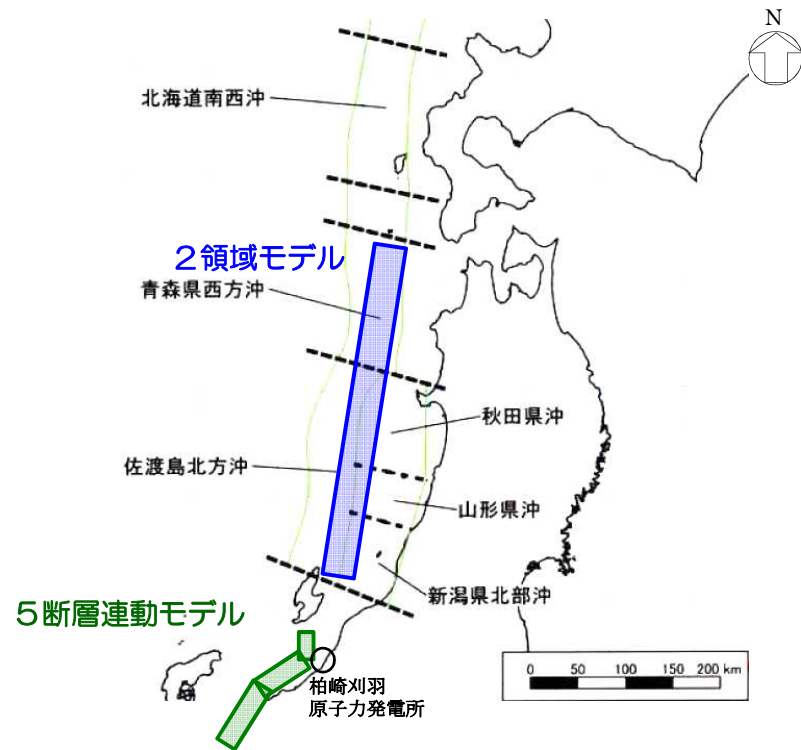 N
北海道南西沖
2領域モデル
青森県西方沖
秋田県沖
佐渡島北方沖
山形県沖
新潟県北部沖
5断層連動モデル
柏崎刈羽
原子力発電所
0 50 100 150 200 km